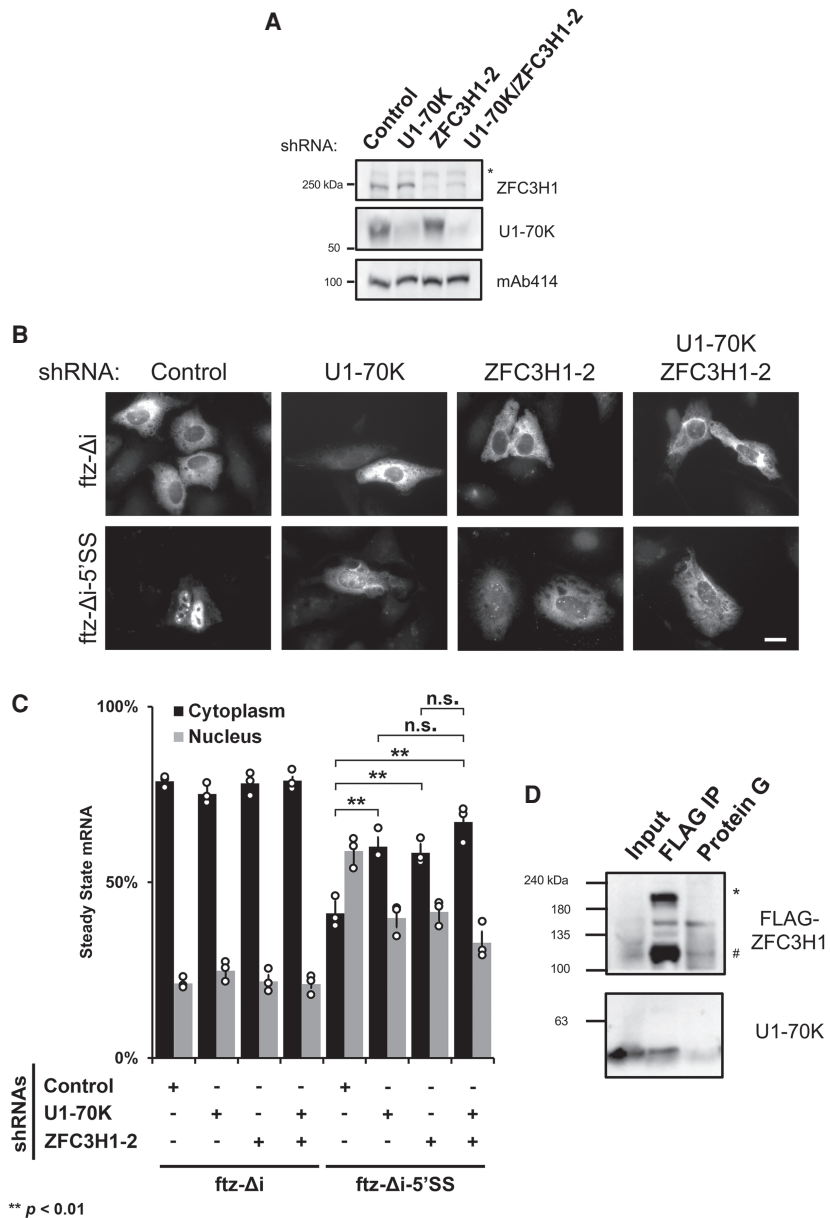 A
shRNA:
Control
U1-70K
ZFC3H1-2
U1-70K/ZFC3H1-2
250 kDa
*
ZFC3H1
50
U1-70K
100
mAb414
B
shRNA:
Control
U1-70K
ZFC3H1-2
U1-70K
ZFC3H1-2
ftz-Δi
ftz-Δi-5'SS
C
100%
50%
0%
Steady State mRNA
Cytoplasm
Nucleus
**
**
**
n.s.
n.s.
shRNAs
Control + - - - + - - -
U1-70K - + - + - + - +
ZFC3H1-2 - - + + - - + +
ftz-Δi
ftz-Δi-5'SS
** p < 0.01
D
Input
FLAG IP
Protein G
240 kDa
180
135
100
*
#
FLAG-
ZFC3H1
63
U1-70K